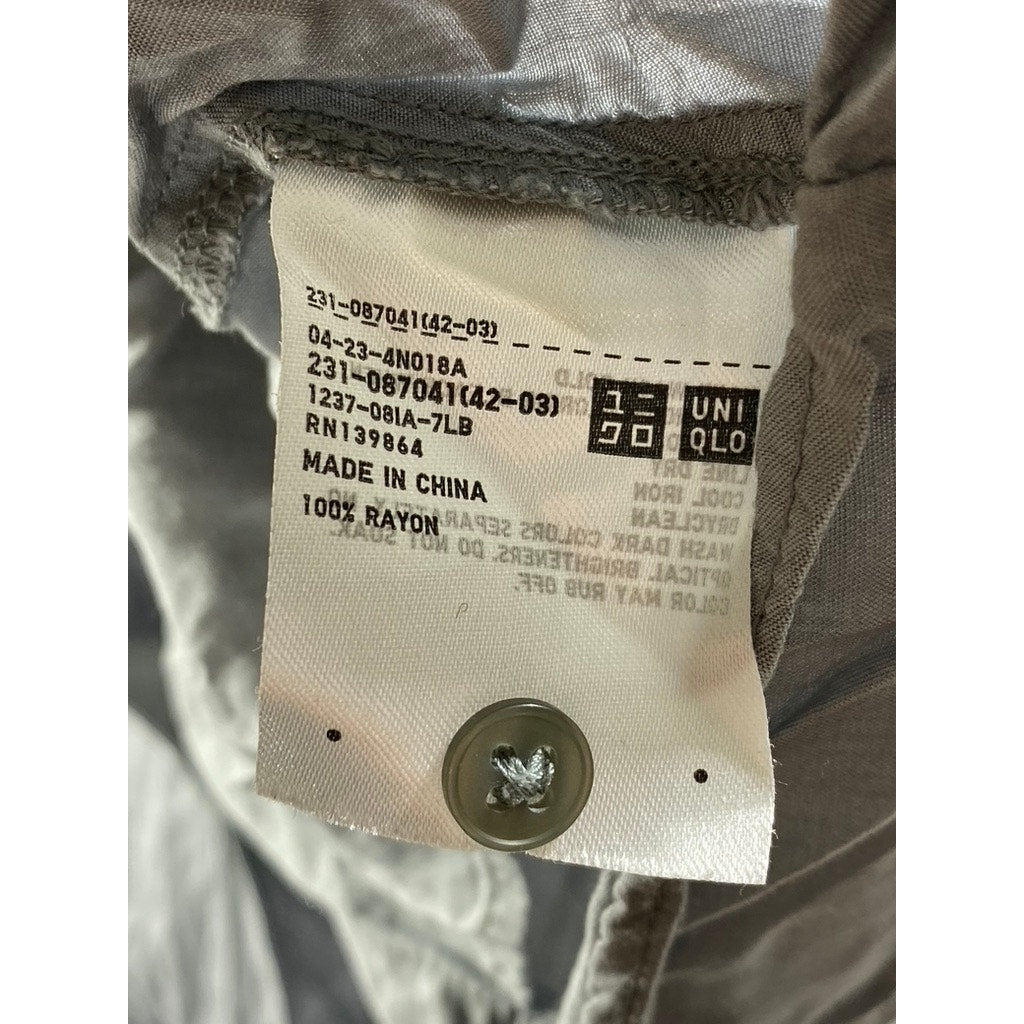 231-087041(42-03)
04-23-4N018A
231-087041(42-03)
1237-08IA-7LB
RN139864
MADE IN CHINA
100% RAYON
ユニ
クロ
UNI
QLO
LINE DRY
COOL IRON
DRYCLEAN
WASH DARK COLORS SEPARATELY. NO
OPTICAL BRIGHTENERS. DO NOT SOAK.
COLOR MAY RUB OFF.